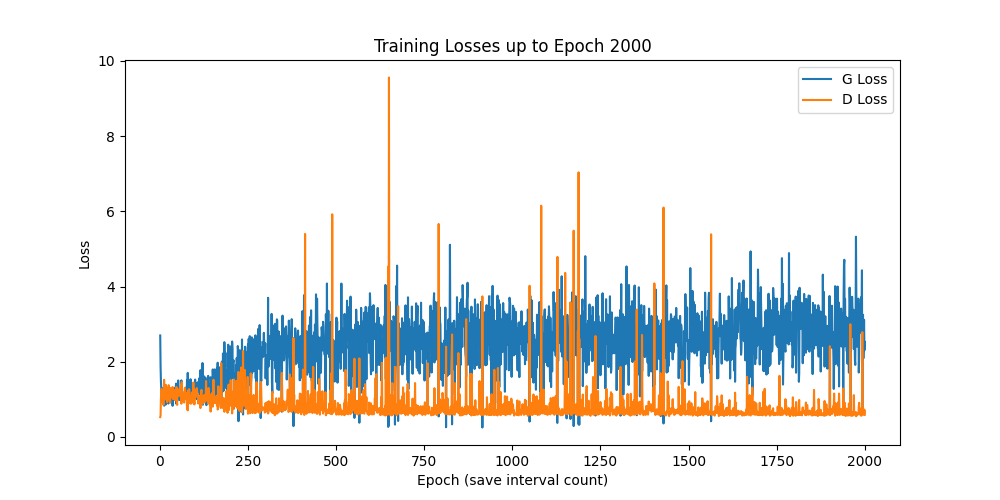 Training Losses up to Epoch 2000
G Loss
D Loss
10
8
6
4
2
0
Loss
0 250 500 750 1000 1250 1500 1750 2000
Epoch (save interval count)